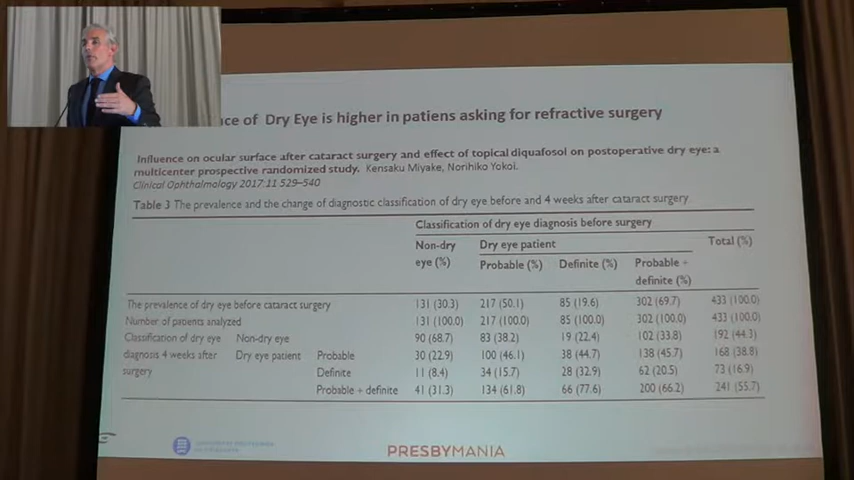 ce of Dry Eye is higher in patiens asking for refractive surgery
Influence on ocular surface after cataract surgery and effect of topical diquafosol on postoperative dry eye: a
multicenter prospective randomized study. Kensaku Miyake, Norihiko Yokoi.
Clinical Ophthalmology 2017:11 529–540
Table 3 The prevalence and the change of diagnostic classification of dry eye before and 4 weeks after cataract surgery
Classification of dry eye diagnosis before surgery
Non-dry eye (%) Dry eye patient Total (%)
Probable (%) Definite (%) Probable + definite (%)
The prevalence of dry eye before cataract surgery 131 (30.3) 217 (50.1) 85 (19.6) 302 (69.7) 433 (100.0)
Number of patients analyzed 131 (100.0) 217 (100.0) 85 (100.0) 302 (100.0) 433 (100.0)
Classification of dry eye Non-dry eye 90 (68.7) 83 (38.2) 19 (22.4) 102 (33.8) 192 (44.3)
diagnosis 4 weeks after Dry eye patient Probable 30 (22.9) 100 (46.1) 38 (44.7) 138 (45.7) 168 (38.8)
surgery Definite 11 (8.4) 34 (15.7) 28 (32.9) 62 (20.5) 73 (16.9)
Probable + definite 41 (31.3) 134 (61.8) 66 (77.6) 200 (66.2) 241 (55.7)
PRESBYMANIA